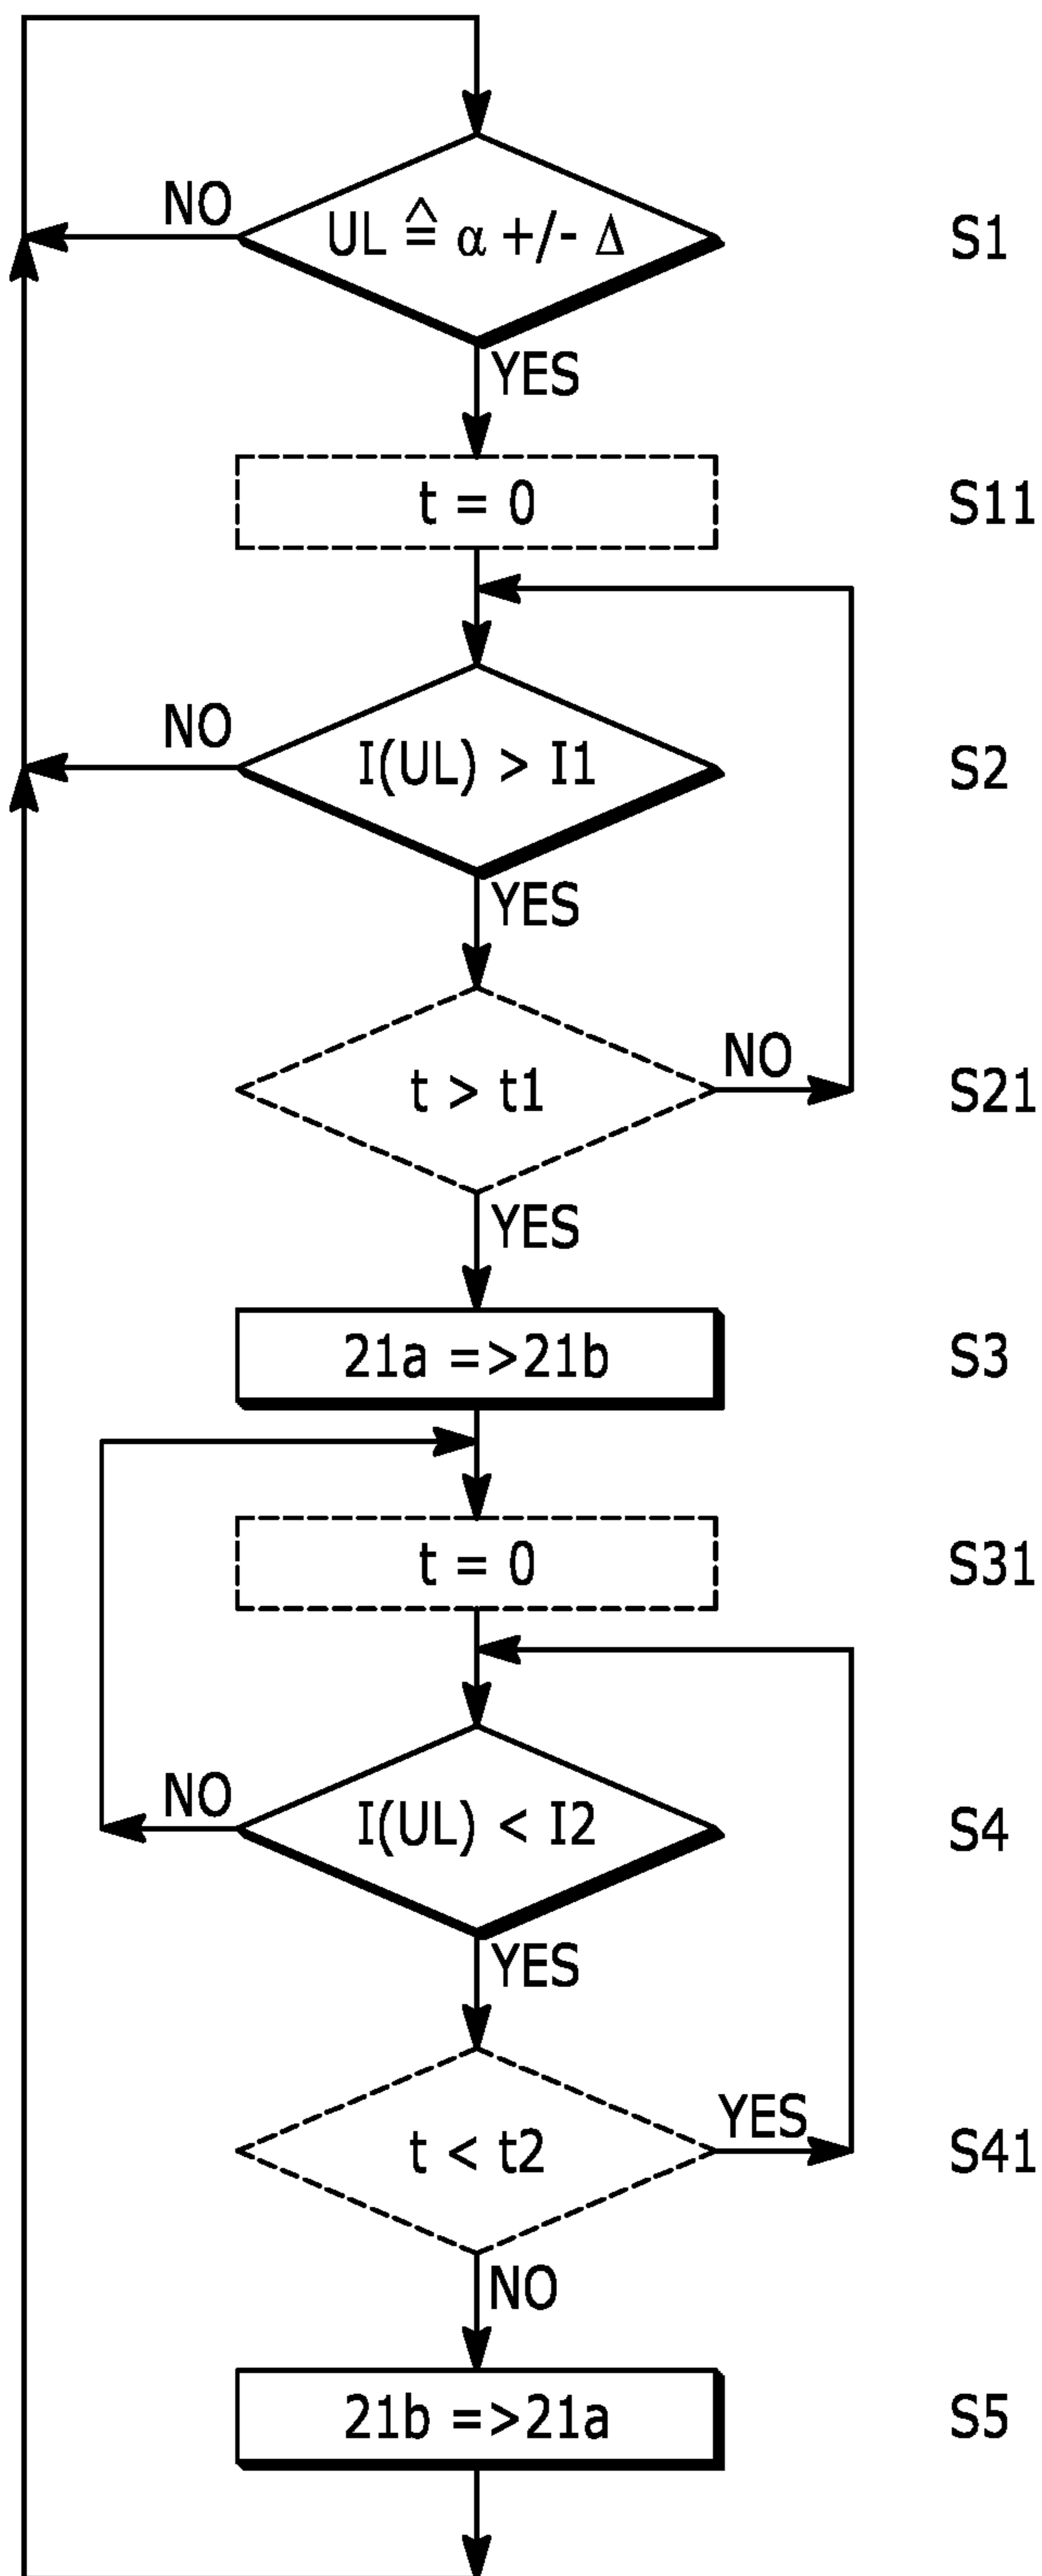 NO
UL ≙ α +/- Δ
S1
YES
t = 0
S11
NO
I(UL) > I1
S2
YES
t > t1
NO
S21
YES
21a =>21b
S3
t = 0
S31
NO
I(UL) < I2
S4
YES
t < t2
YES
S41
NO
21b =>21a
S5